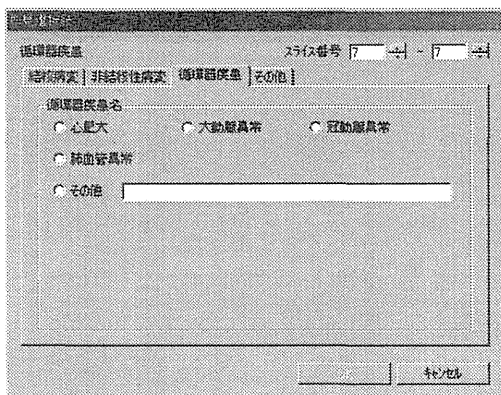 循環器疾患 スライス番号 7 - 7
結核病変 非結核性病変 循環器疾患 その他
循環器疾患名
心肥大 大動脈異常 冠動脈異常
肺血管異常
その他
キャンセル